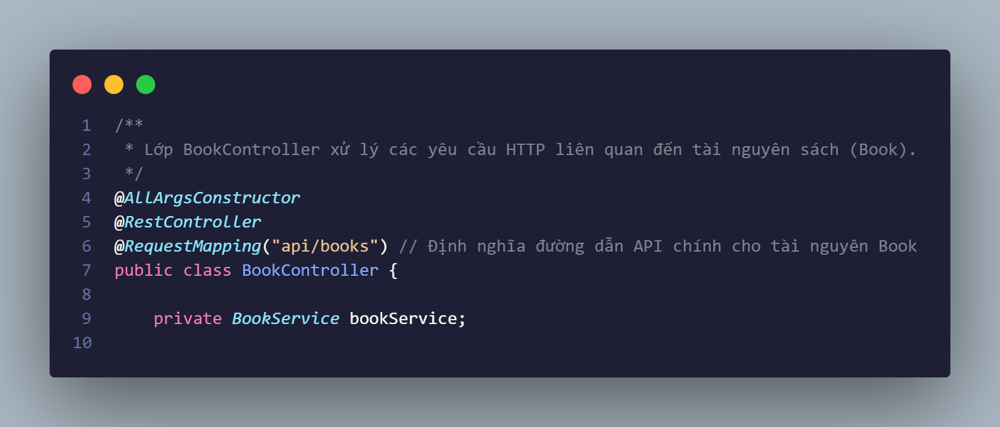 1 /**
2 * Lớp BookController xử lý các yêu cầu HTTP liên quan đến tài nguyên sách (Book).
3 */
4 @AllArgsConstructor
5 @RestController
6 @RequestMapping("api/books") // Định nghĩa đường dẫn API chính cho tài nguyên Book
7 public class BookController {
8
9 private BookService bookService;
10